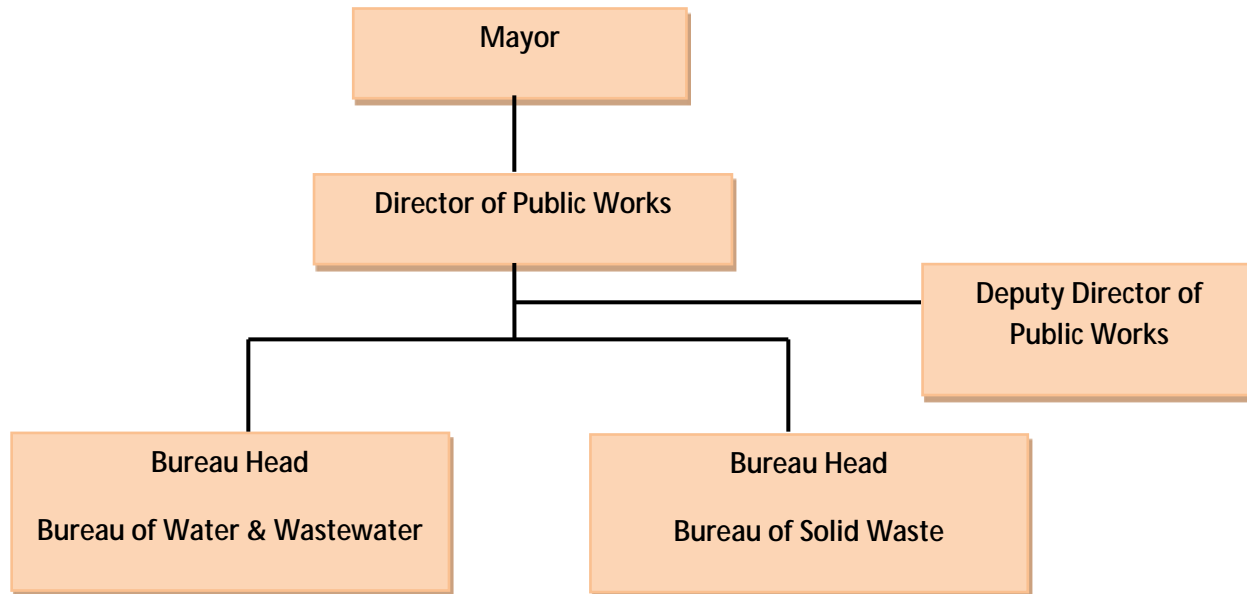 Mayor
Director of Public Works
Deputy Director of
Public Works
Bureau Head
Bureau of Water & Wastewater
Bureau Head
Bureau of Solid Waste